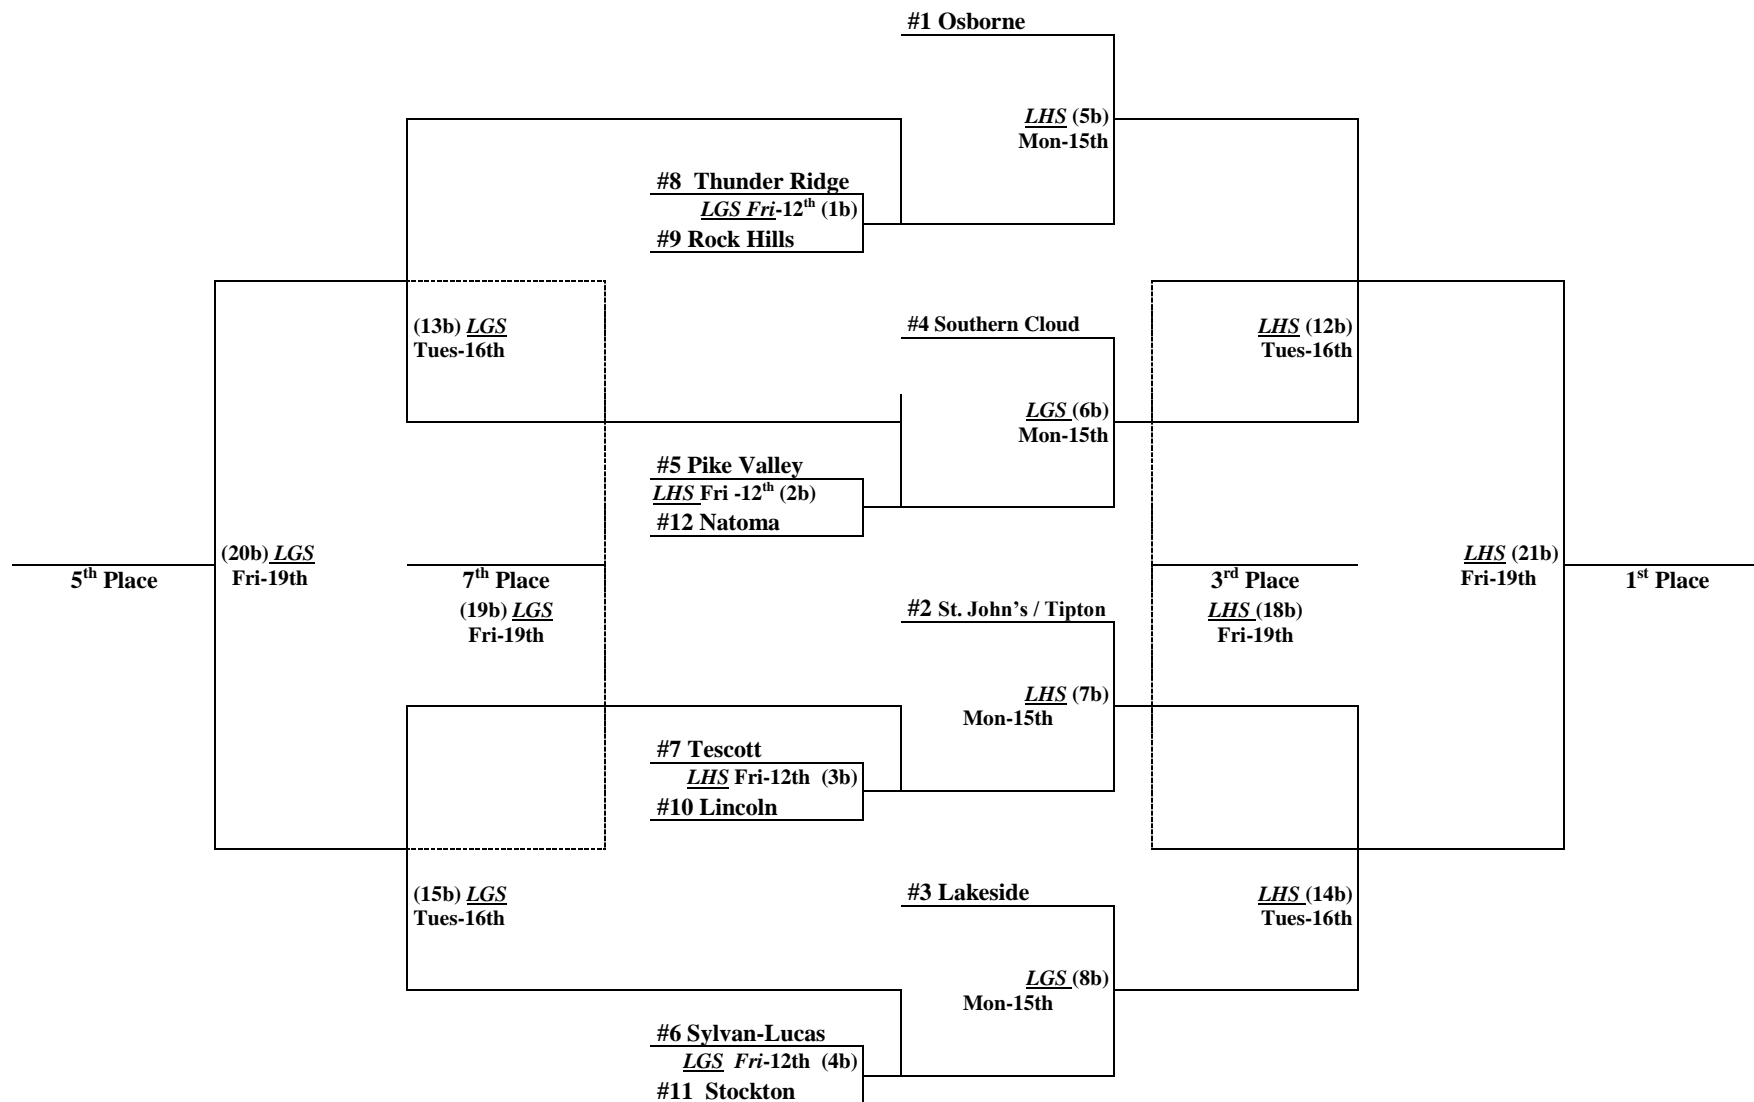 #1 Osborne
LHS (5b)
Mon-15th
#8 Thunder Ridge
LGS Fri-12th (1b)
#9 Rock Hills
(13b) LGS
Tues-16th
#4 Southern Cloud
LHS (12b)
Tues-16th
LGS (6b)
Mon-15th
#5 Pike Valley
LHS Fri -12th (2b)
#12 Natoma
(20b) LGS
Fri-19th
5th Place
7th Place
(19b) LGS
Fri-19th
3rd Place
LHS (18b)
Fri-19th
LHS (21b)
Fri-19th
1st Place
#2 St. John's / Tipton
LHS (7b)
Mon-15th
#7 Tescott
LHS Fri-12th (3b)
#10 Lincoln
(15b) LGS
Tues-16th
#3 Lakeside
LHS (14b)
Tues-16th
LGS (8b)
Mon-15th
#6 Sylvan-Lucas
LGS Fri-12th (4b)
#11 Stockton